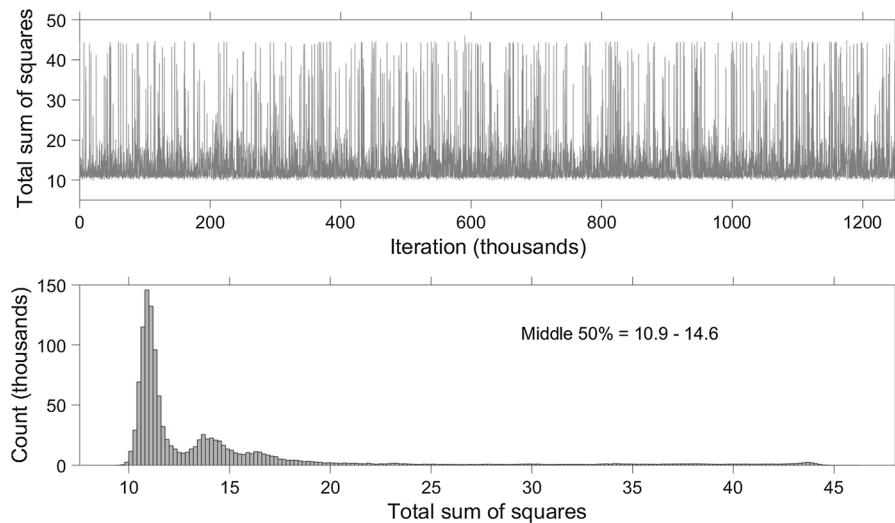 50
40
30
20
10
Total sum of squares
0 200 400 600 800 1000 1200
Iteration (thousands)
150
100
50
0
Count (thousands)
Middle 50% = 10.9 - 14.6
10 15 20 25 30 35 40 45
Total sum of squares